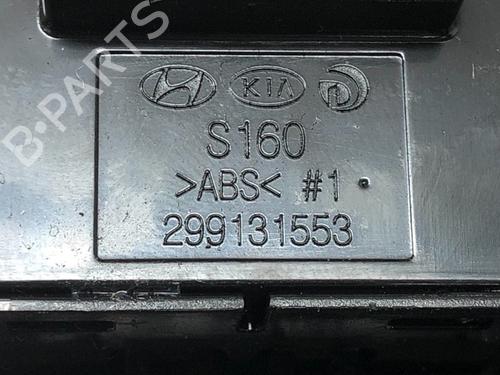 B·PARTS
KIA
S160
>ABS< #1
299131553